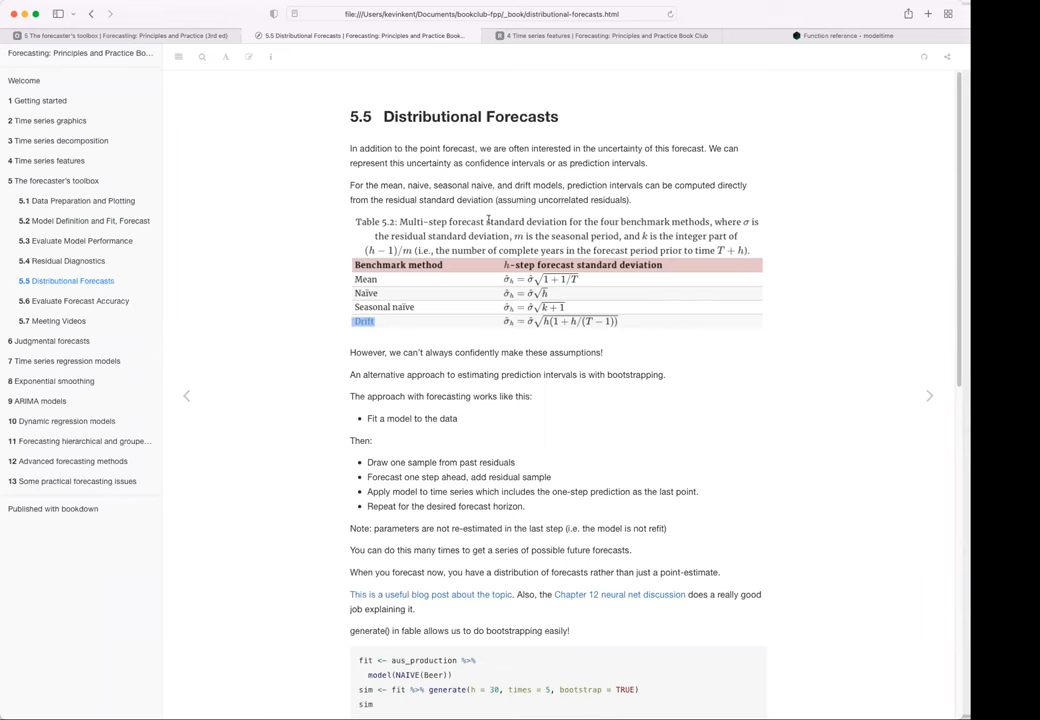 file:///Users/kevinkent/Documents/bookclub-fpp/_book/distributional-forecasts.html
5 The forecaster's toolbox | Forecasting: Principles and Practice (3rd ed)
5.5 Distributional Forecasts | Forecasting: Principles and Practice Book...
4 Time series features | Forecasting: Principles and Practice Book Club
Function reference - modeltime
Forecasting: Principles and Practice Bo...
Welcome
1 Getting started
2 Time series graphics
3 Time series decomposition
4 Time series features
5 The forecaster's toolbox
5.1 Data Preparation and Plotting
5.2 Model Definition and Fit, Forecast
5.3 Evaluate Model Performance
5.4 Residual Diagnostics
5.5 Distributional Forecasts
5.6 Evaluate Forecast Accuracy
5.7 Meeting Videos
6 Judgmental forecasts
7 Time series regression models
8 Exponential smoothing
9 ARIMA models
10 Dynamic regression models
11 Forecasting hierarchical and groupe...
12 Advanced forecasting methods
13 Some practical forecasting issues
Published with bookdown
5.5 Distributional Forecasts
In addition to the point forecast, we are often interested in the uncertainty of this forecast. We can
represent this uncertainty as confidence intervals or as prediction intervals.
For the mean, naive, seasonal naive, and drift models, prediction intervals can be computed directly
from the residual standard deviation (assuming uncorrelated residuals).
Table 5.2: Multi-step forecast standard deviation for the four benchmark methods, where σ is
the residual standard deviation, m is the seasonal period, and k is the integer part of
(h − 1)/m (i.e., the number of complete years in the forecast period prior to time T + h).
Benchmark method h-step forecast standard deviation
Mean σ̂ₕ = σ̂√(1 + 1/T)
Naïve σ̂ₕ = σ̂√h
Seasonal naïve σ̂ₕ = σ̂√(k + 1)
Drift σ̂ₕ = σ̂√(h(1 + h/(T − 1)))
However, we can't always confidently make these assumptions!
An alternative approach to estimating prediction intervals is with bootstrapping.
The approach with forecasting works like this:
• Fit a model to the data
Then:
• Draw one sample from past residuals
• Forecast one step ahead, add residual sample
• Apply model to time series which includes the one-step prediction as the last point.
• Repeat for the desired forecast horizon.
Note: parameters are not re-estimated in the last step (i.e. the model is not refit)
You can do this many times to get a series of possible future forecasts.
When you forecast now, you have a distribution of forecasts rather than just a point-estimate.
This is a useful blog post about the topic. Also, the Chapter 12 neural net discussion does a really good
job explaining it.
generate() in fable allows us to do bootstrapping easily!
fit <- aus_production %>%
model(NAIVE(Beer))
sim <- fit %>% generate(h = 30, times = 5, bootstrap = TRUE)
sim